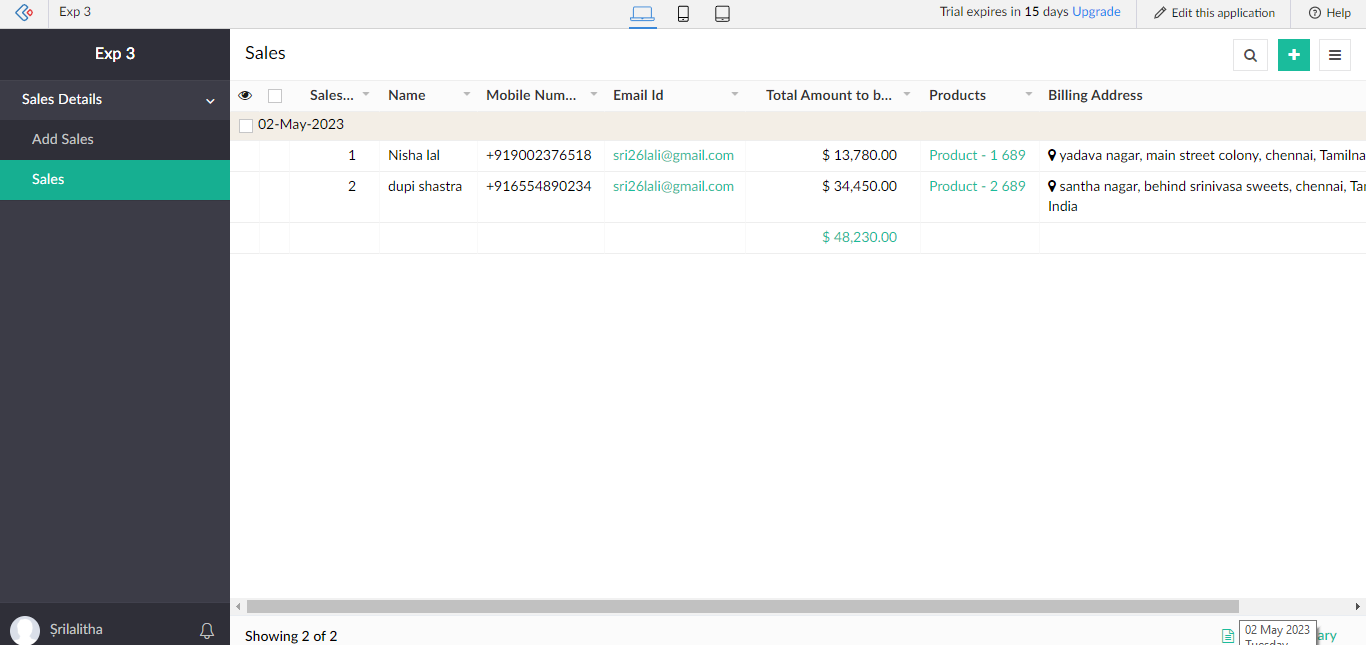 Exp 3
Trial expires in 15 days Upgrade
Edit this application
Help
Exp 3
Sales Details
Add Sales
Sales
Șrilalitha
Sales
Sales... Name Mobile Num... Email Id Total Amount to b... Products Billing Address
02-May-2023
1 Nisha lal +919002376518 sri26lali@gmail.com $ 13,780.00 Product - 1 689 yadava nagar, main street colony, chennai, Tamilna
2 dupi shastra +916554890234 sri26lali@gmail.com $ 34,450.00 Product - 2 689 santha nagar, behind srinivasa sweets, chennai, Ta
India
$ 48,230.00
Showing 2 of 2
02 May 2023
Tuesday
ary